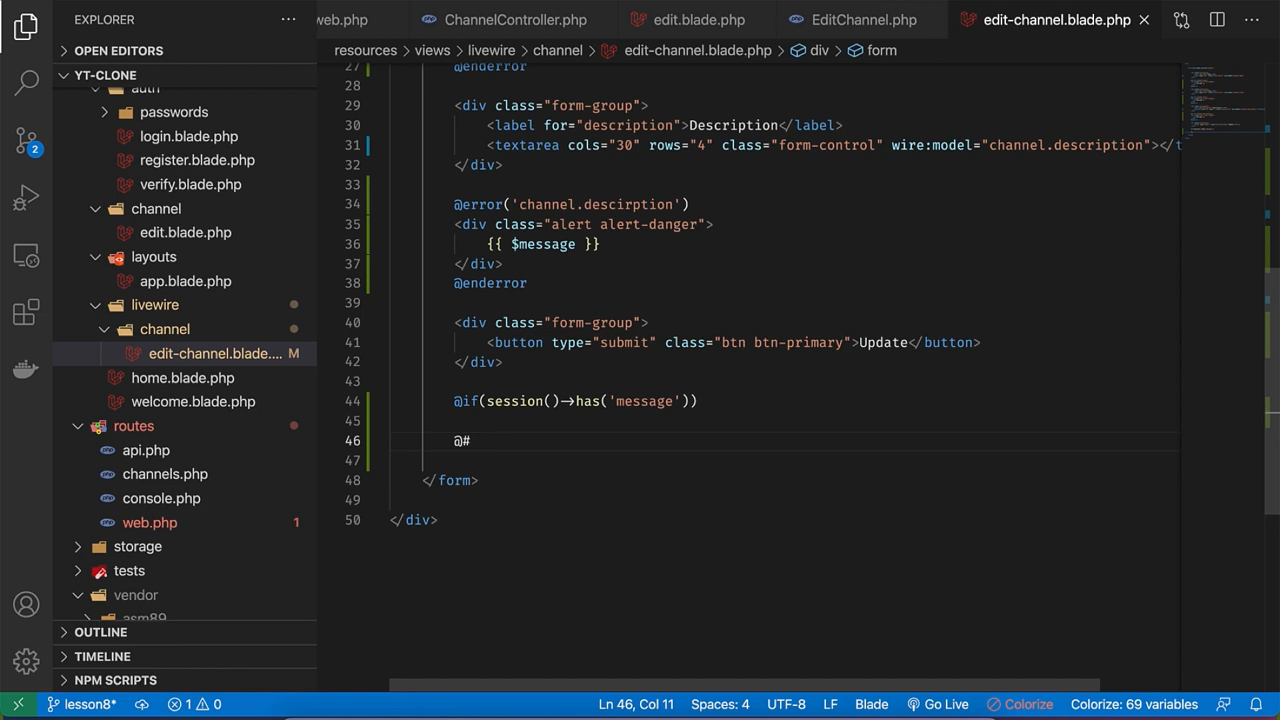 EXPLORER
web.php
ChannelController.php
edit.blade.php
EditChannel.php
edit-channel.blade.php
OPEN EDITORS
resources > views > livewire > channel > edit-channel.blade.php > div > form
YT-CLONE
auth
passwords
login.blade.php
register.blade.php
verify.blade.php
channel
edit.blade.php
layouts
app.blade.php
livewire
channel
edit-channel.blade.... M
home.blade.php
welcome.blade.php
routes
api.php
channels.php
console.php
web.php 1
storage
tests
vendor
asm89
OUTLINE
TIMELINE
NPM SCRIPTS
2
27 @enderror
28
29 <div class="form-group">
30 <label for="description">Description</label>
31 <textarea cols="30" rows="4" class="form-control" wire:model="channel.description"></t
32 </div>
33
34 @error('channel.descirption')
35 <div class="alert alert-danger">
36 {{ $message }}
37 </div>
38 @enderror
39
40 <div class="form-group">
41 <button type="submit" class="btn btn-primary">Update</button>
42 </div>
43
44 @if(session()->has('message'))
45
46 @#
47
48 </form>
49
50 </div>
lesson8* 1 0 Ln 46, Col 11 Spaces: 4 UTF-8 LF Blade Go Live Colorize Colorize: 69 variables